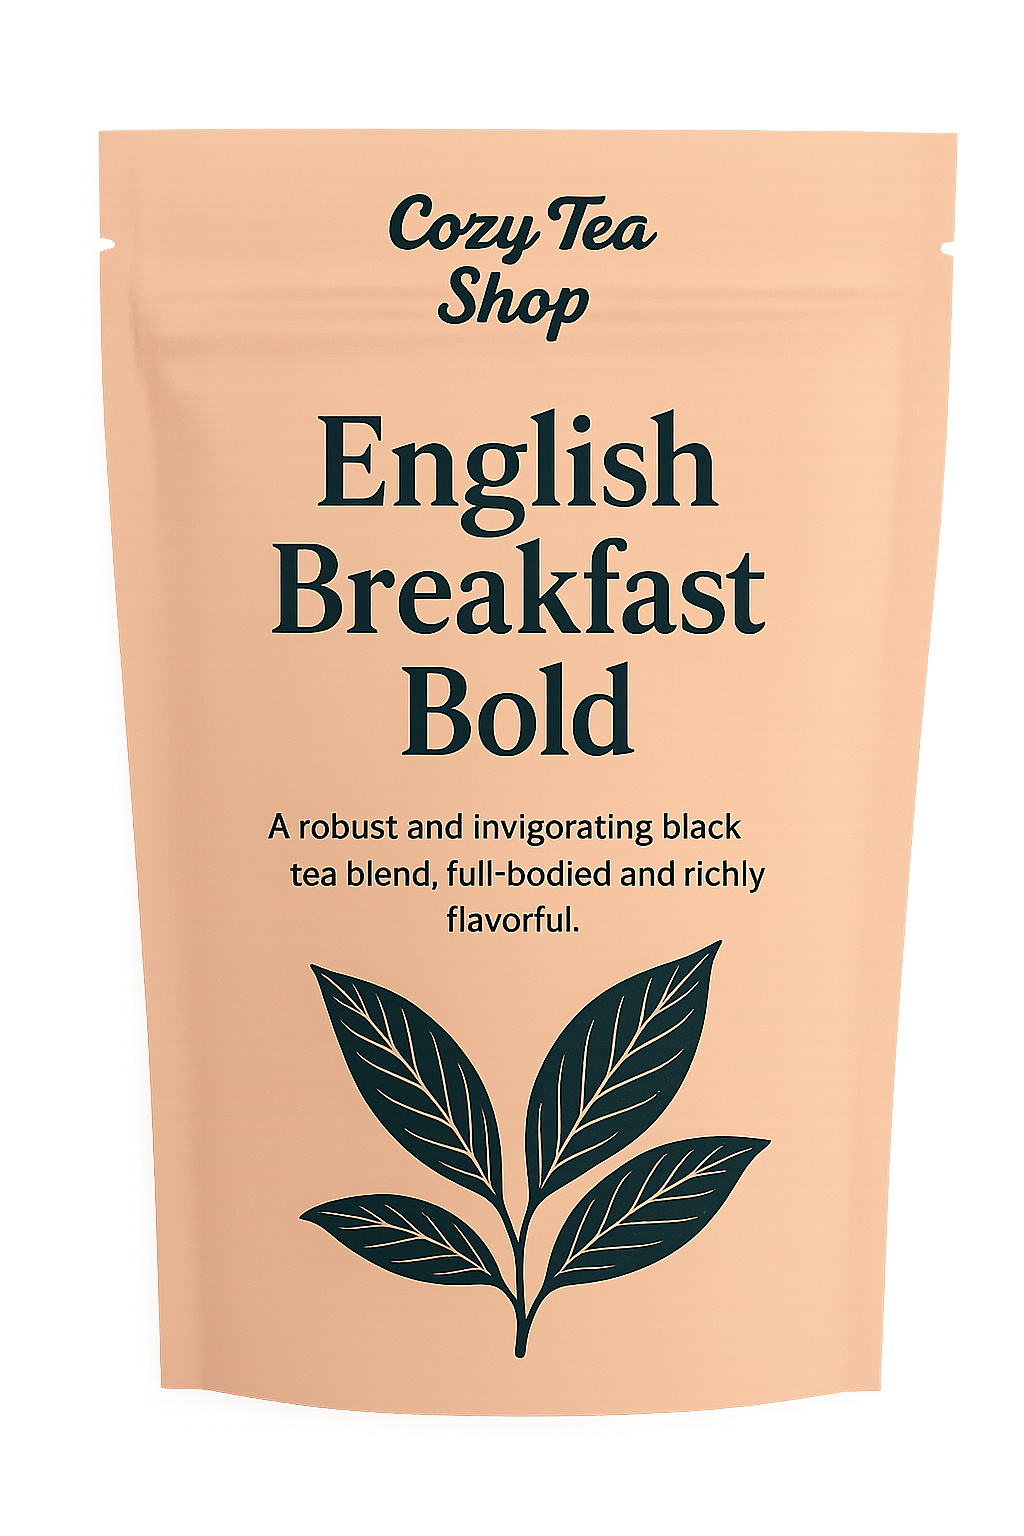 Cozy Tea
Shop
English
Breakfast
Bold
A robust and invigorating black
tea blend, full-bodied and richly
flavorful.